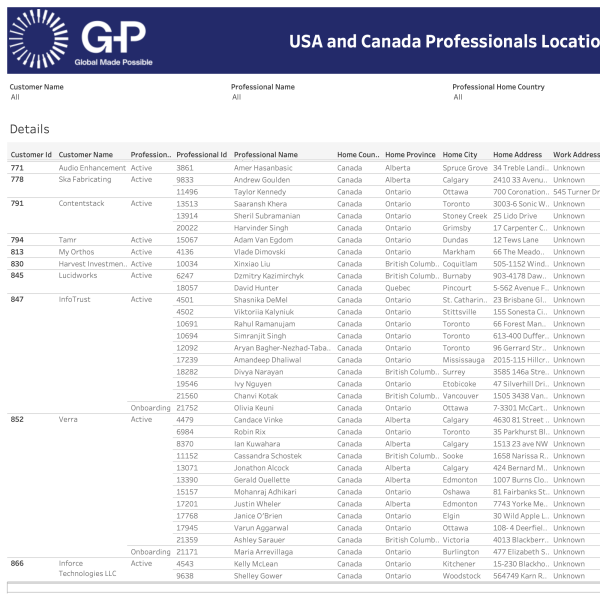 G-P
Global Made Possible
USA and Canada Professionals Locatio
Customer Name Professional Name Professional Home Country
All All All
Details
Customer Id Customer Name Profession.. Professional Id Professional Name Home Coun.. Home Province Home City Home Address Work Address
771 Audio Enhancement Active 3861 Amer Hasanbasic Canada Alberta Spruce Grove 34 Treble Landi.. Unknown
778 Ska Fabricating Active 9833 Andrew Goulden Canada Alberta Calgary 2410 33 Avenu.. Unknown
11496 Taylor Kennedy Canada Ontario Ottawa 700 Coronation.. 545 Turner Dr
791 Contentstack Active 13513 Saaransh Khera Canada Ontario Toronto 3003-6 Sonic W.. Unknown
13914 Sheril Subramanian Canada Ontario Stoney Creek 25 Lido Drive Unknown
20022 Harvinder Singh Canada Ontario Grimsby 17 Carpenter C.. Unknown
794 Tamr Active 15067 Adam Van Egdom Canada Ontario Dundas 12 Tews Lane Unknown
813 My Orthos Active 4136 Vlade Dimovski Canada Ontario Markham 66 The Meado.. Unknown
830 Harvest Investmen.. Active 10034 Xinxiao Liu Canada British Columb.. Coquitlam 505-1152 Wind.. Unknown
845 Lucidworks Active 6247 Dzmitry Kazimirchyk Canada British Columb.. Burnaby 903-4178 Daw.. Unknown
18057 David Hunter Canada Quebec Pincourt 5-562 Avenue F.. Unknown
847 InfoTrust Active 4501 Shasnika DeMel Canada Ontario St. Catharin.. 23 Brisbane Gl.. Unknown
4502 Viktoriia Kalyniuk Canada Ontario Stittsville 155 Sonesta Ci.. Unknown
10691 Rahul Ramanujam Canada Ontario Toronto 66 Forest Man.. Unknown
10694 Simranjit Singh Canada Ontario Toronto 613-400 Duffer.. Unknown
12092 Aryan Bagher-Nezhad-Taba.. Canada Ontario Toronto 96 Gerrard Str.. Unknown
17239 Amandeep Dhaliwal Canada Ontario Mississauga 2015-115 Hillcr.. Unknown
18282 Divya Narayan Canada British Columb.. Surrey 3585 146a Stre.. Unknown
19546 Ivy Nguyen Canada Ontario Etobicoke 47 Silverhill Dri.. Unknown
21560 Chanvi Kotak Canada British Columb.. Vancouver 1505 3438 Van.. Unknown
Onboarding 21752 Olivia Keuni Canada Ontario Ottawa 7-3301 McCart.. Unknown
852 Verra Active 4479 Candace Vinke Canada Alberta Calgary 4630 81 Street .. Unknown
6984 Robin Rix Canada Ontario Toronto 35 Parkhurst Bl.. Unknown
8370 Ian Kuwahara Canada Alberta Calgary 1513 23 ave NW Unknown
11152 Cassandra Schostek Canada British Columb.. Sooke 1658 Narissa R.. Unknown
13071 Jonathon Alcock Canada Alberta Calgary 424 Bernard M.. Unknown
13390 Gerald Ouellette Canada Alberta Edmonton 1007 Burns Clo.. Unknown
15157 Mohanraj Adhikari Canada Ontario Oshawa 81 Fairbanks St.. Unknown
17201 Justin Wheler Canada Alberta Edmonton 7743 Yorke Me.. Unknown
17768 Janice O'Brien Canada Ontario Elgin 30 Wild Apple L.. Unknown
17945 Varun Aggarwal Canada Ontario Ottawa 108- 4 Deerfiel.. Unknown
21359 Ashley Sarauer Canada British Columb.. Victoria 4013 Blackberr.. Unknown
Onboarding 21171 Maria Arrevillaga Canada Ontario Burlington 477 Elizabeth S.. Unknown
866 Inforce Technologies LLC Active 4543 Kelly McLean Canada Ontario Kitchener 15-230 Blackho.. Unknown
9638 Shelley Gower Canada Ontario Woodstock 564749 Karn R.. Unknown